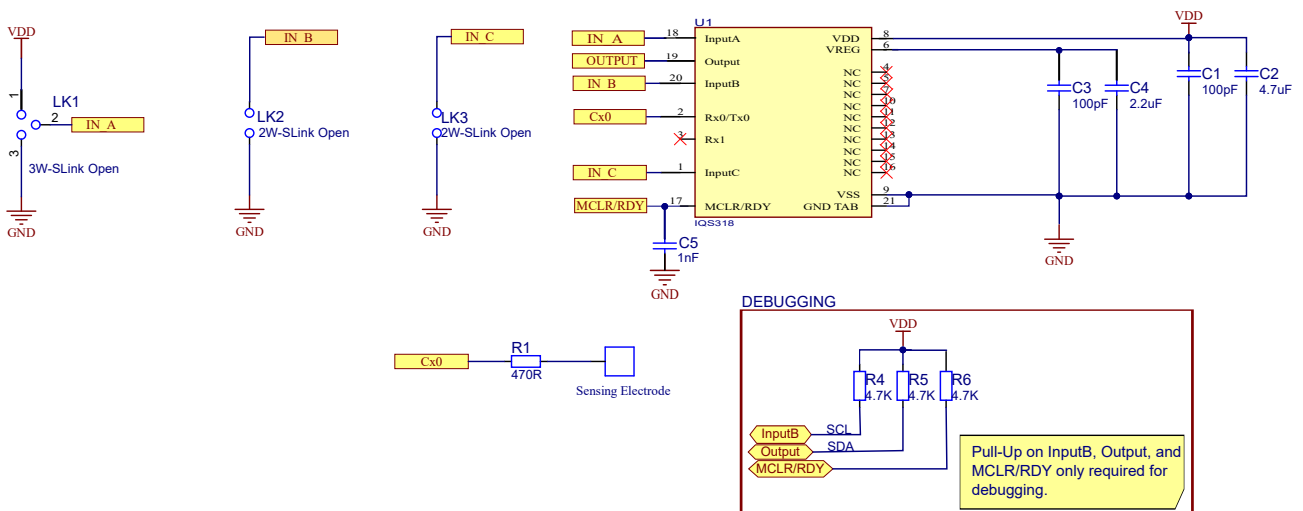 VDD
1
LK1
2
IN_A
3
3W-SLink Open
GND
IN_B
LK2
2W-SLink Open
GND
IN_C
LK3
2W-SLink Open
GND
U1
IN_A 18 InputA
OUTPUT 19 Output
IN_B 20 InputB
Cx0 2 Rx0/Tx0
3 Rx1
IN_C 1 InputC
MCLR/RDY 17 MCLR/RDY
IQS318
VDD 8
VREG 6
NC 4
NC 5
NC 7
NC 10
NC 11
NC 12
NC 13
NC 14
NC 15
NC 16
VSS 9
GND TAB 21
C5
1nF
GND
VDD
C3
100pF
C4
2.2uF
C1
100pF
C2
4.7uF
GND
Cx0
R1
470R
Sensing Electrode
DEBUGGING
VDD
R4 R5 R6
4.7K 4.7K 4.7K
InputB SCL
Output SDA
MCLR/RDY
Pull-Up on InputB, Output, and
MCLR/RDY only required for
debugging.